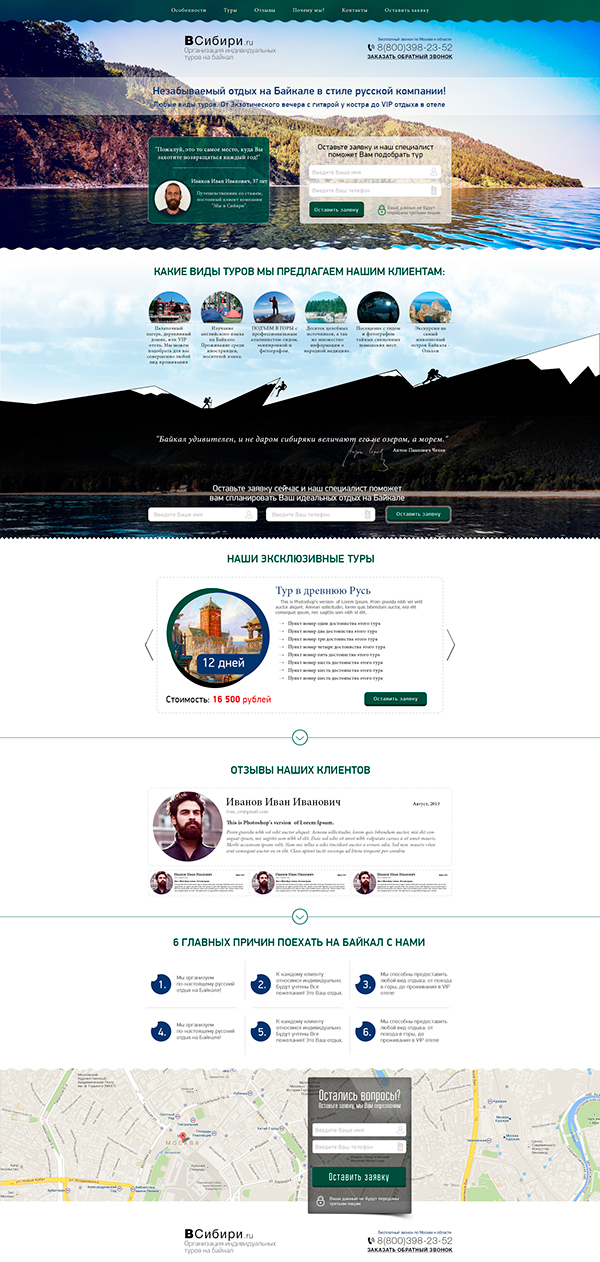 Особенности Туры Отзывы Почему мы? Контакты Оставить заявку
ВСибири.ru
Организация индивидуальных
туров на байкал
Бесплатный звонок по Москве и области
8(800)398-23-52
ЗАКАЗАТЬ ОБРАТНЫЙ ЗВОНОК
Незабываемый отдых на Байкале в стиле русской компании!
Любые виды туров. От Экзотического вечера с гитарой у костра до VIP отдыха в отеле
"Пожалуй, это то самое место, куда Вы
захотите возвращаться каждый год!"
Иванов Иван Иванович, 37 лет
Путешественник со стажем,
постоянный клиент компании
"Мы в Сибири".
Оставьте заявку и наш специалист
поможет Вам подобрать тур
Введите Ваше имя
Введите Ваш телефон
Оставить заявку
Ваши данные не будут
переданы третьим лицам
КАКИЕ ВИДЫ ТУРОВ МЫ ПРЕДЛАГАЕМ НАШИМ КЛИЕНТАМ:
Палаточный
лагерь, деревянный
домик, или VIP
отель. Мы можем
подобрать для вас
совершенно любой
вид проживания
Изучение
английского языка
на Байкале.
Проживание среди
иностранцев,
носителей языка.
ПОДЪЕМ В ГОРЫ с
профессиональным
альпинистом-гидом,
экипировкой и
фотографом.
Десяток целебных
источников, а так
же множество
информации о
народной медицине.
Посещение с гидом
и фотографом
тайных священных
шаманских мест.
Экскурсии на
самый
живописный
остров Байкала -
Ольхон
"Байкал удивителен, и не даром сибиряки величают его не озером, а морем."
Антон Павлович Чехов
Оставьте заявку сейчас и наш специалист поможет
вам спланировать Ваш идеальных отдых на Байкале
Введите Ваше имя
Введите Ваш телефон
Оставить заявку
НАШИ ЭКСКЛЮЗИВНЫЕ ТУРЫ
Тур в древнюю Русь
This is Photoshop's version of Lorem Ipsum. Proin gravida nibh vel velit
auctor aliquet. Aenean sollicitudin, lorem quis bibendum auctor, nisi elit
consequat ipsum, nec sagittis sem nibh id elit.
Пункт номер один достоинства этого тура
Пункт номер два достоинства этого тура
Пункт номер три достоинства этого тура
Пункт номер четыре достоинства этого тура
Пункт номер пять достоинства этого тура
Пункт номер шесть достоинства этого тура
Пункт номер шесть достоинства этого тура
Пункт номер шесть достоинства этого тура
12 дней
Стоимость: 16 500 рублей
Оставить заявку
ОТЗЫВЫ НАШИХ КЛИЕНТОВ
Иванов Иван Иванович
Август, 2013
This is Photoshop's version of Lorem Ipsum.
Proin gravida nibh vel velit auctor aliquet. Aenean sollicitudin, lorem quis bibendum auctor, nisi elit con
sequat ipsum, nec sagittis sem nibh id elit. Duis sed odio sit amet nibh vulputate cursus a sit amet mauris.
Morbi accumsan ipsum velit. Nam nec tellus a odio tincidunt auctor a ornare odio. Sed non mauris vitae
erat consequat auctor eu in elit. Class aptent taciti sociosqu ad litora torquent per conubia
Иванов Иван Иванович
Иванов Иван Иванович
Иванов Иван Иванович
6 ГЛАВНЫХ ПРИЧИН ПОЕХАТЬ НА БАЙКАЛ С НАМИ
1.
Мы организуем
по-настоящему русский
отдых на Байкале!
2.
К каждому клиенту
относимся индивидуально.
Будут учтены Все
пожелания! Это Ваш отдых.
3.
Мы способны предоставить
любой вид отдыха: от похода
в горы, до проживания в VIP
отеле
4.
Мы организуем
по-настоящему русский
отдых на Байкале!
5.
К каждому клиенту
относимся индивидуально.
Будут учтены Все
пожелания! Это Ваш отдых.
6.
Мы способны предоставить
любой вид отдыха: от
похода в горы, до
проживания в VIP отеле
МОСКВА
Остались вопросы?
Оставьте заявку, мы Вам перезвоним
Введите Ваше имя
Введите Ваш телефон
Оставить заявку
Ваши данные не будут переданы
третьим лицам
ВСибири.ru
Организация индивидуальных
туров на байкал
Бесплатный звонок по Москве и области
8(800)398-23-52
ЗАКАЗАТЬ ОБРАТНЫЙ ЗВОНОК